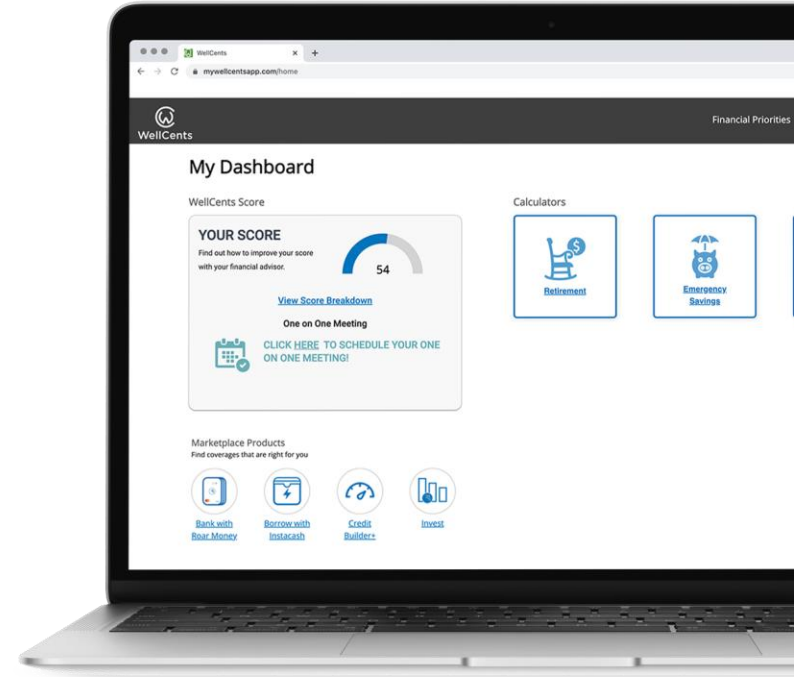 WellCents
mywellcentsapp.com/home
WellCents
Financial Priorities
My Dashboard
WellCents Score
YOUR SCORE
Find out how to improve your score
with your financial advisor.
54
View Score Breakdown
One on One Meeting
CLICK HERE TO SCHEDULE YOUR ONE
ON ONE MEETING!
Calculators
Retirement
Emergency
Savings
Marketplace Products
Find coverages that are right for you
Bank with
Roar Money
Borrow with
Instacash
Credit
Builder+
Invest